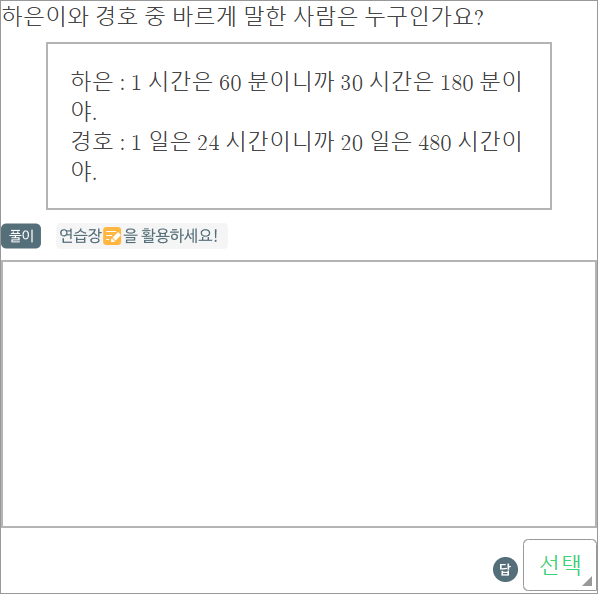 하은이와 경호 중 바르게 말한 사람은 누구인가요?
하은 : 1 시간은 60 분이니까 30 시간은 180 분이
야.
경호 : 1 일은 24 시간이니까 20 일은 480 시간이
야.
풀이 연습장📝을 활용하세요!
답 선택